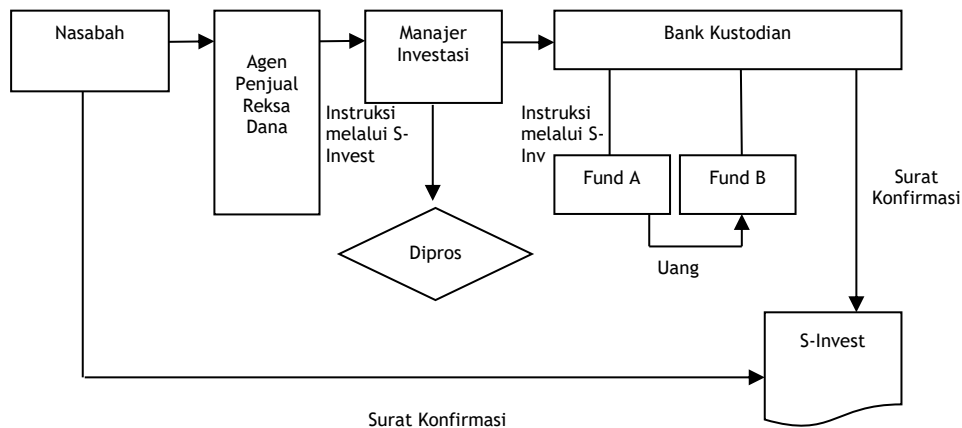 Nasabah
Agen
Penjual
Reksa
Dana
Manajer
Investasi
Bank Kustodian
Instruksi
melalui S-
Invest
Instruksi
melalui S-
Inv
Fund A
Fund B
Surat
Konfirmasi
Dipros
Uang
S-Invest
Surat Konfirmasi